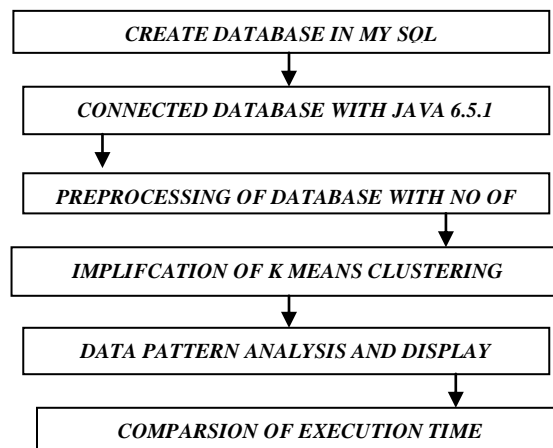 CREATE DATABASE IN MY SQL
CONNECTED DATABASE WITH JAVA 6.5.1
PREPROCESSING OF DATABASE WITH NO OF
IMPLIFCATION OF K MEANS CLUSTERING
DATA PATTERN ANALYSIS AND DISPLAY
COMPARSION OF EXECUTION TIME